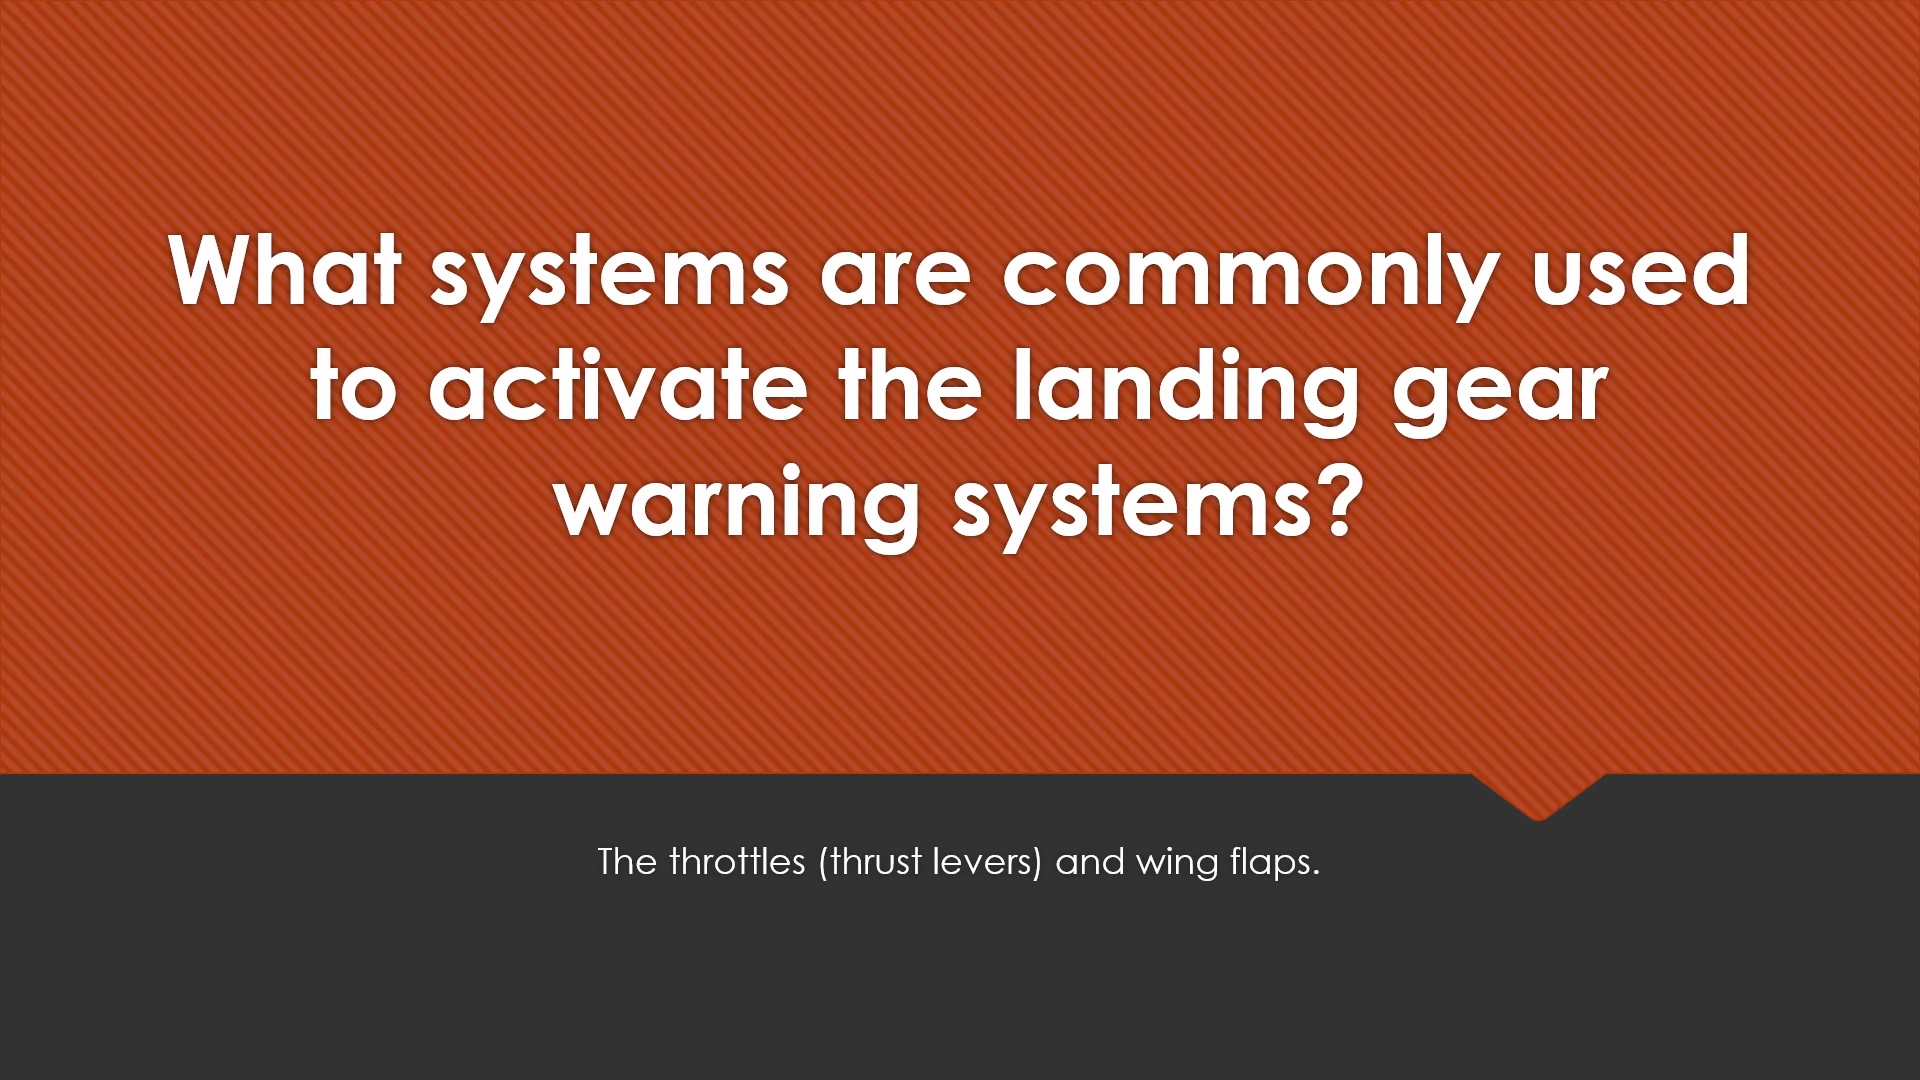 What systems are commonly used
to activate the landing gear
warning systems?
The throttles (thrust levers) and wing flaps.